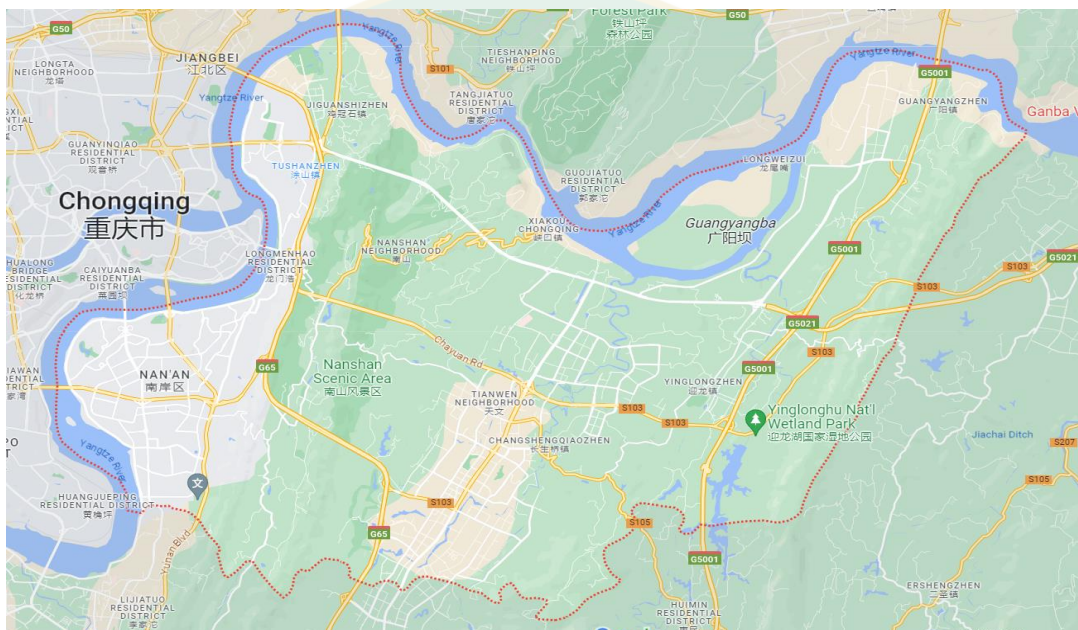 G50
Forest Park
铁山坪
森林公园
G50
Yangtze River
JIANGBEI
江北区
LONGTA
NEIGHBORHOOD
龙塔
TIESHANPING
NEIGHBORHOOD
铁山坪
S101
Yangtze River
G5001
Yangtze River
TANGJIATUO
RESIDENTIAL
DISTRICT
唐家沱
JIGUANSHIZHEN
鸡冠石镇
GUANGYANGZHEN
广阳镇
Ganba V
GUANYINQIAO
RESIDENTIAL
DISTRICT
观音桥
TUSHANZHEN
涂山镇
LONGWEIZUI
龙尾嘴
GUOJIATUO
RESIDENTIAL
DISTRICT
郭家沱
Chongqing
重庆市
XIAKOU
CHONGQING
峡口镇
Yangtze River
Guangyangba
广阳坝
NANSHAN
NEIGHBORHOOD
南山
G5001
LONGMENHAO
RESIDENTIAL
DISTRICT
龙门浩
HUALONG
BRIDGE
RESIDENTIAL
DISTRICT
化龙桥
CAIYUANBA
RESIDENTIAL
DISTRICT
菜园坝
S103
G5021
S103
G5021
S103
Chayuan Rd
G65
Nanshan
Scenic Area
南山风景区
G5001
NAN'AN
南岸区
YINGLONGZHEN
迎龙镇
TIANWEN
NEIGHBORHOOD
天文
S103
S103
Yinglonghu Nat'l
Wetland Park
迎龙湖国家湿地公园
CHANGSHENGQIAOZHEN
长生桥镇
Jiachai Ditch
S207
S105
Yangtze River
文
HUANGJUEPING
RESIDENTIAL DISTRICT
黄桷坪
S103
S105
G65
Yunan Blvd
G5001
ERSHENGZHEN
二圣镇
LIJIATUO
RESIDENTIAL
DISTRICT
李家沱
HUIMIN
RESIDENTIAL
DISTRICT